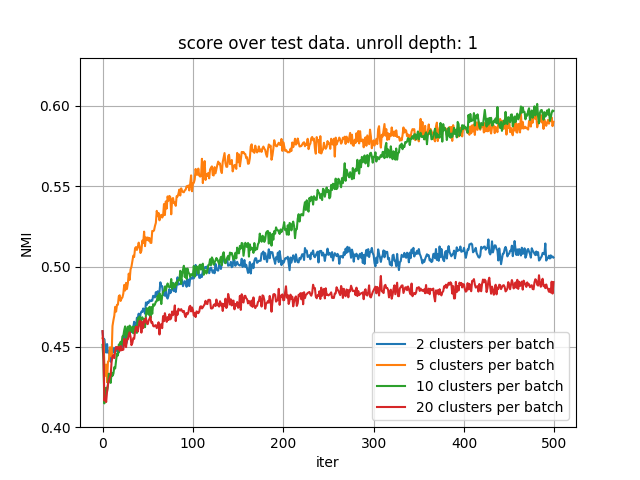 score over test data. unroll depth: 1
NMI
0.60
0.55
0.50
0.45
0.40
0
100
200
300
400
500
iter
2 clusters per batch
5 clusters per batch
10 clusters per batch
20 clusters per batch